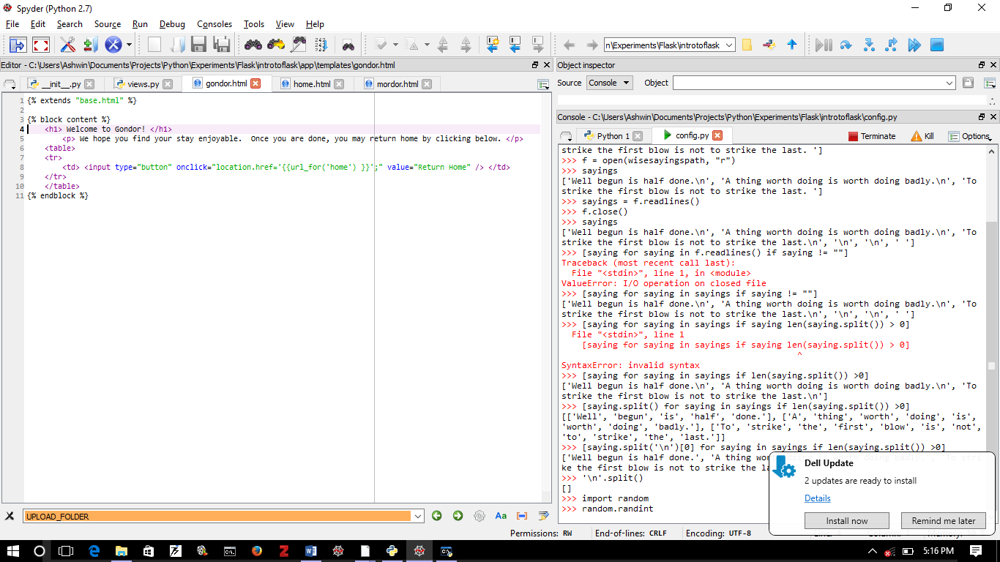 Spyder (Python 2.7)
File Edit Search Source Run Debug Consoles Tools View Help
n\Experiments\Flask\introtoflask
Editor - C:\Users\Ashwin\Documents\Projects\Python\Experiments\Flask\introtoflask\app\templates\gondor.html
__init__.py views.py gondor.html home.html mordor.html
1 {% extends "base.html" %}
2
3 {% block content %}
4 <h1> Welcome to Gondor! </h1>
5 <p> We hope you find your stay enjoyable.  Once you are done, you may return home by clicking below. </p>
6 <table>
7 <tr>
8 <td> <input type="button" onclick="location.href='{{url_for('home') }}';" value="Return Home" /> </td>
9 </tr>
10 </table>
11 {% endblock %}
UPLOAD_FOLDER
Aa
Object inspector
Source Console Object
Console - C:\Users\Ashwin\Documents\Projects\Python\Experiments\Flask\introtoflask\config.py
Python 1 config.py Terminate Kill Options
strike the first blow is not to strike the last. ']
>>> f = open(wisesayingspath, "r")
>>> sayings
['Well begun is half done.\n', 'A thing worth doing is worth doing badly.\n', 'To
strike the first blow is not to strike the last. ']
>>> sayings = f.readlines()
>>> f.close()
>>> sayings
['Well begun is half done.\n', 'A thing worth doing is worth doing badly.\n', 'To
strike the first blow is not to strike the last.\n', '\n', '\n', ' ']
>>> [saying for saying in f.readlines() if saying != ""]
Traceback (most recent call last):
File "<stdin>", line 1, in <module>
ValueError: I/O operation on closed file
>>> [saying for saying in sayings if saying != ""]
['Well begun is half done.\n', 'A thing worth doing is worth doing badly.\n', 'To
strike the first blow is not to strike the last.\n', '\n', '\n', ' ']
>>> [saying for saying in sayings if saying len(saying.split()) > 0]
File "<stdin>", line 1
[saying for saying in sayings if saying len(saying.split()) > 0]
^
SyntaxError: invalid syntax
>>> [saying for saying in sayings if len(saying.split()) >0]
['Well begun is half done.\n', 'A thing worth doing is worth doing badly.\n', 'To
strike the first blow is not to strike the last.\n']
>>> [saying.split() for saying in sayings if len(saying.split()) >0]
[['Well', 'begun', 'is', 'half', 'done.'], ['A', 'thing', 'worth', 'doing', 'is',
'worth', 'doing', 'badly.'], ['To', 'strike', 'the', 'first', 'blow', 'is', 'not',
'to', 'strike', 'the', 'last.']]
>>> [saying.split('\n')[0] for saying in sayings if len(saying.split()) >0]
['Well begun is half done.', 'A thing
ke the first blow is not to strike the
>>> '\n'.split()
[]
>>> import random
>>> random.randint
Dell Update
2 updates are ready to install
Details
Install now Remind me later
Permissions: RW End-of-lines: CRLF Encoding: UTF-8
5:16 PM